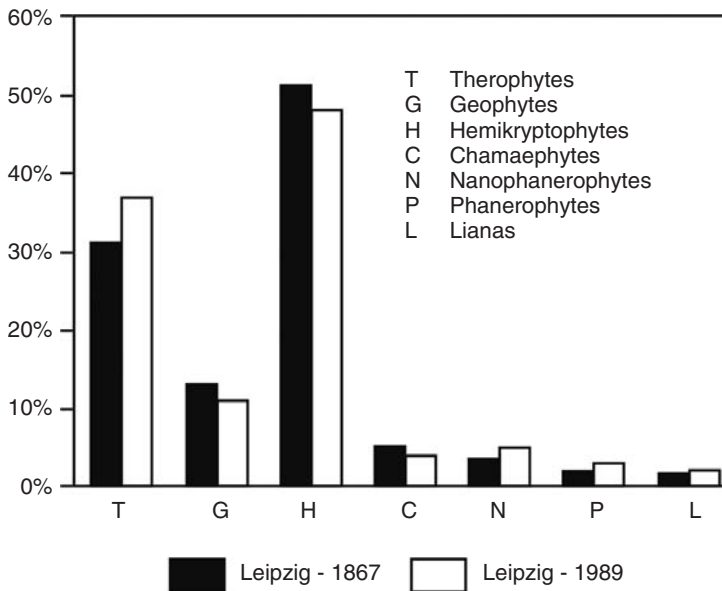 60%
50%
40%
30%
20%
10%
0%
T Therophytes
G Geophytes
H Hemikryptophytes
C Chamaephytes
N Nanophanerophytes
P Phanerophytes
L Lianas
T G H C N P L
Leipzig - 1867 Leipzig - 1989